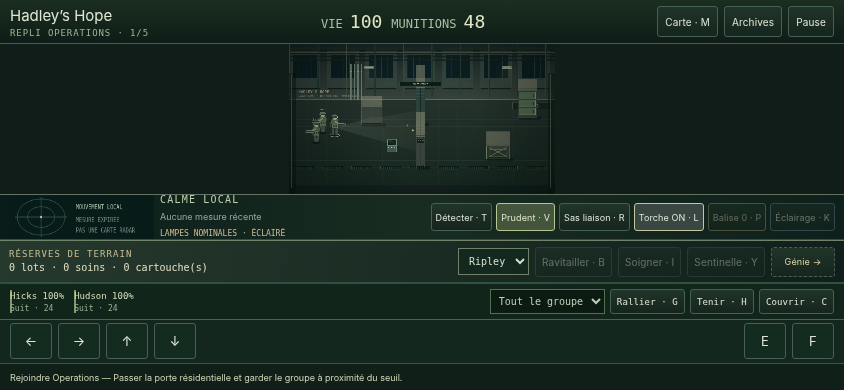 Hadley's Hope
REPLI OPERATIONS · 1/5
VIE 100 MUNITIONS 48
Carte · M
Archives
Pause
MOUVEMENT LOCAL
MESURE EXPIREE
PAS UNE CARTE RADAR
CALME LOCAL
Aucune mesure récente
LAMPES NOMINALES · ÉCLAIRÉ
Détecter · T
Prudent · V
Sas liaison · R
Torche ON · L
Balise 0 · P
Éclairage · K
RÉSERVES DE TERRAIN
0 lots · 0 soins · 0 cartouche(s)
Ripley
Ravitailler · B
Soigner · I
Sentinelle · Y
Génie →
Hicks 100%
Suit · 24
Hudson 100%
Suit · 24
Tout le groupe
Rallier · G
Tenir · H
Couvrir · C
←
→
↑
↓
E
F
Rejoindre Operations — Passer la porte résidentielle et garder le groupe à proximité du seuil.